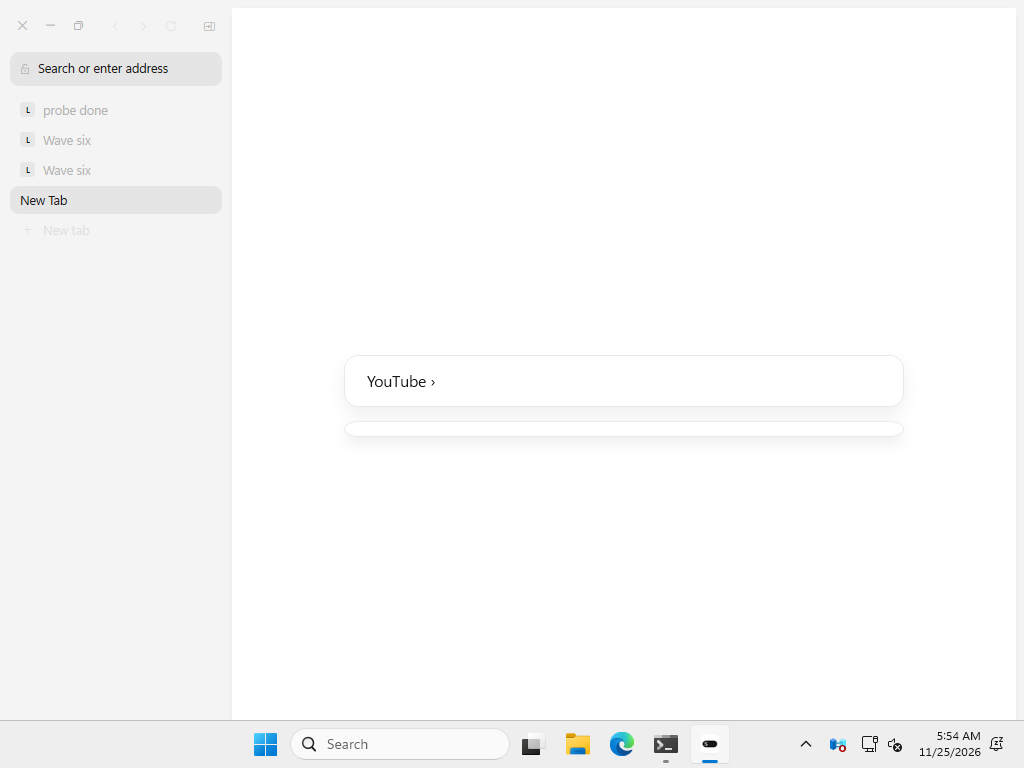 Search or enter address
L probe done
L Wave six
L Wave six
New Tab
+ New tab
YouTube ›
Search
5:54 AM
11/25/2026